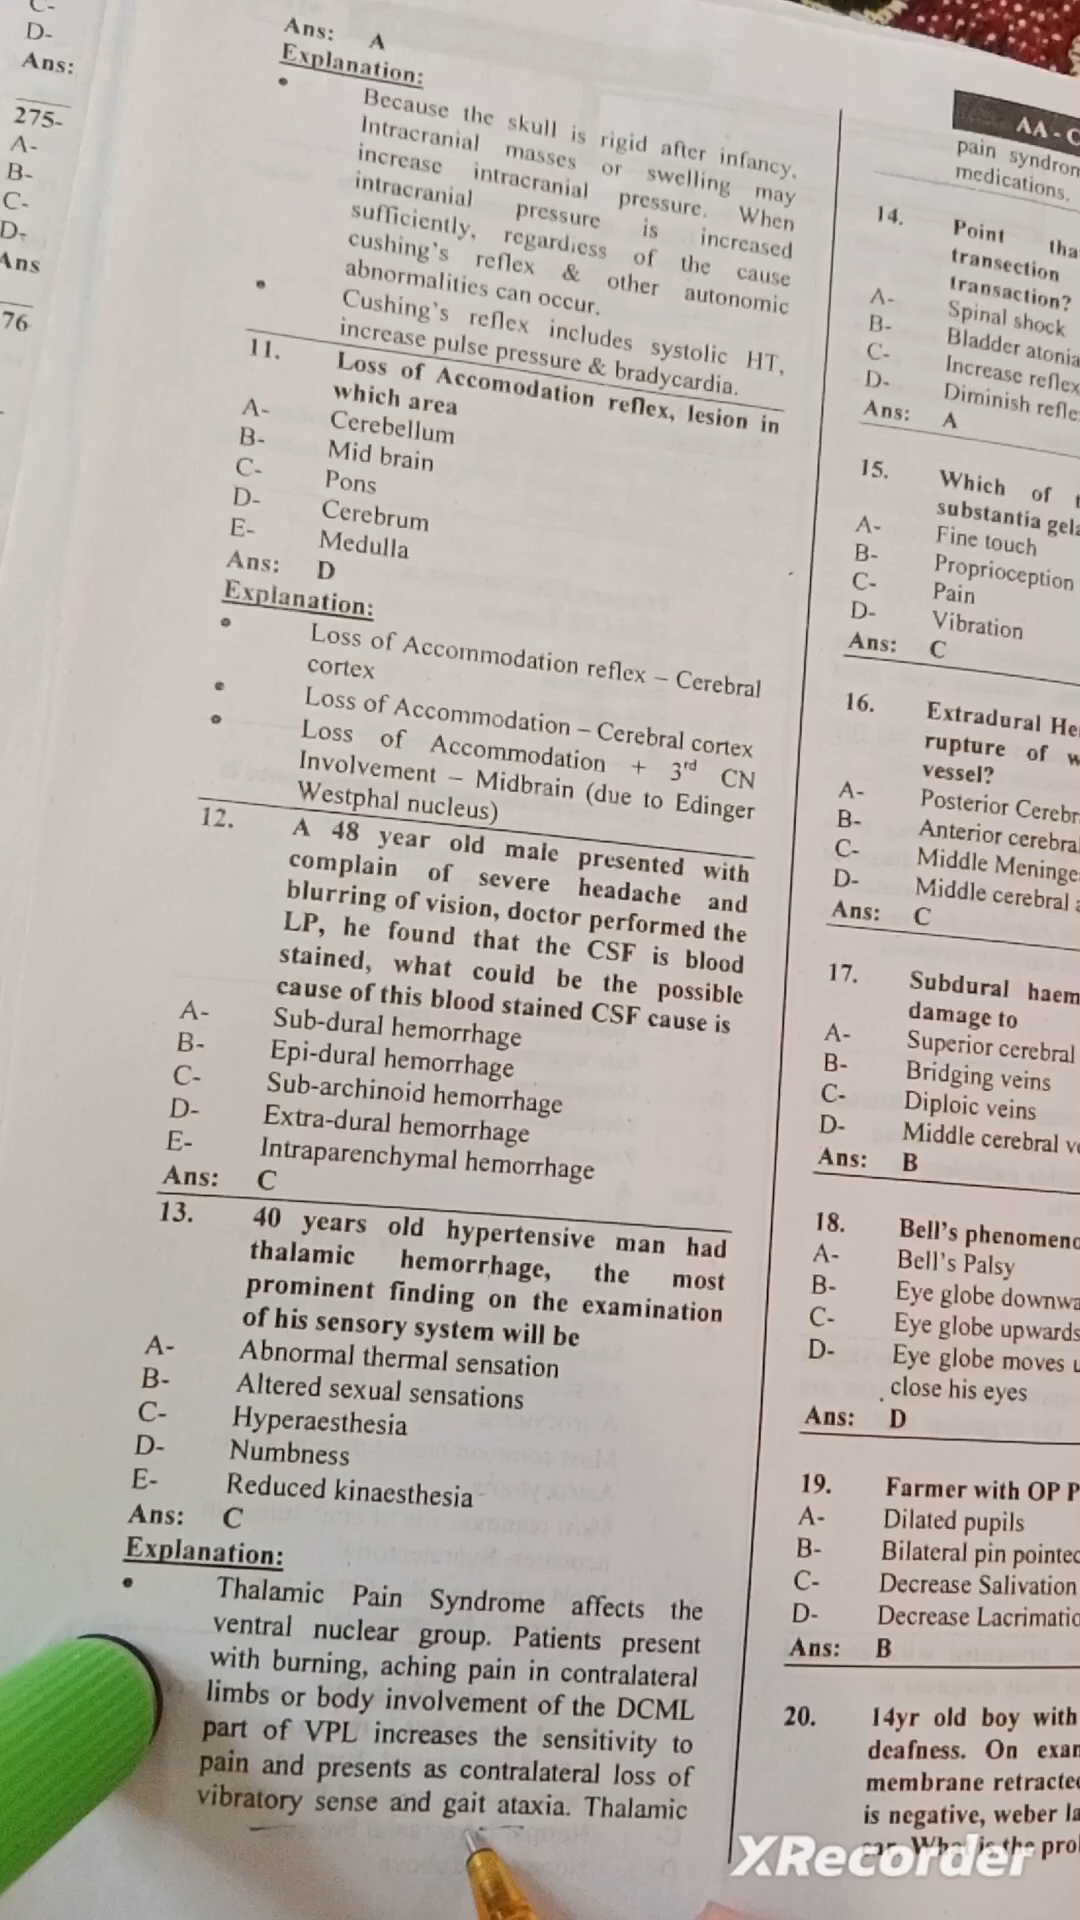 C-
D-
Ans:
275-
A-
B-
C-
D-
Ans
76
Ans: A
Explanation:
• Because the skull is rigid after infancy.
Intracranial masses or swelling may
increase intracranial pressure. When
intracranial pressure is increased
sufficiently, regardless of the cause
cushing's reflex & other autonomic
abnormalities can occur.
• Cushing's reflex includes systolic HT,
increase pulse pressure & bradycardia.
11. Loss of Accomodation reflex, lesion in
which area
A- Cerebellum
B- Mid brain
C- Pons
D- Cerebrum
E- Medulla
Ans: D
Explanation:
• Loss of Accommodation reflex – Cerebral
cortex
• Loss of Accommodation – Cerebral cortex
• Loss of Accommodation + 3rd CN
Involvement – Midbrain (due to Edinger
Westphal nucleus)
12. A 48 year old male presented with
complain of severe headache and
blurring of vision, doctor performed the
LP, he found that the CSF is blood
stained, what could be the possible
cause of this blood stained CSF cause is
A- Sub-dural hemorrhage
B- Epi-dural hemorrhage
C- Sub-archinoid hemorrhage
D- Extra-dural hemorrhage
E- Intraparenchymal hemorrhage
Ans: C
13. 40 years old hypertensive man had
thalamic hemorrhage, the most
prominent finding on the examination
of his sensory system will be
A- Abnormal thermal sensation
B- Altered sexual sensations
C- Hyperaesthesia
D- Numbness
E- Reduced kinaesthesia
Ans: C
Explanation:
• Thalamic Pain Syndrome affects the
ventral nuclear group. Patients present
with burning, aching pain in contralateral
limbs or body involvement of the DCML
part of VPL increases the sensitivity to
pain and presents as contralateral loss of
vibratory sense and gait ataxia. Thalamic
AA - C
pain syndrom
medications.
14. Point tha
transection
transaction?
A- Spinal shock
B- Bladder atonia
C- Increase reflex
D- Diminish refle
Ans: A
15. Which of
substantia gela
A- Fine touch
B- Proprioception
C- Pain
D- Vibration
Ans: C
16. Extradural He
rupture of w
vessel?
A- Posterior Cerebr
B- Anterior cerebral
C- Middle Meninge
D- Middle cerebral a
Ans: C
17. Subdural haem
damage to
A- Superior cerebral
B- Bridging veins
C- Diploic veins
D- Middle cerebral ve
Ans: B
18. Bell's phenomeno
A- Bell's Palsy
B- Eye globe downwa
C- Eye globe upwards
D- Eye globe moves u
close his eyes
Ans: D
19. Farmer with OP P
A- Dilated pupils
B- Bilateral pin pointed
C- Decrease Salivation
D- Decrease Lacrimatio
Ans: B
20. 14yr old boy with
deafness. On exam
membrane retracted
is negative, weber la
ear. What is the pro
XRecorder